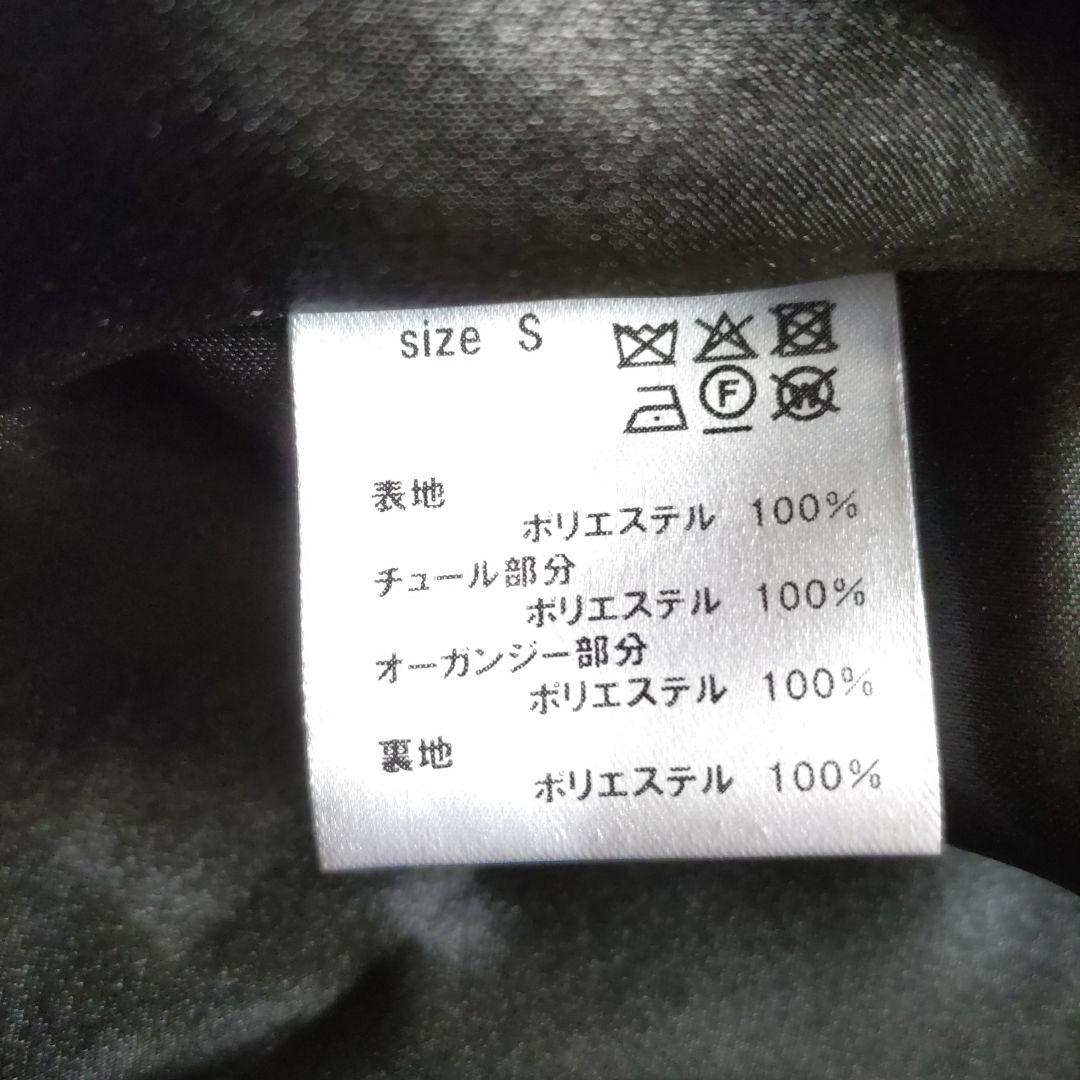 size S
F
W
表地
ポリエステル 100%
チュール部分
ポリエステル 100%
オーガンジー部分
ポリエステル 100%
裏地
ポリエステル 100%